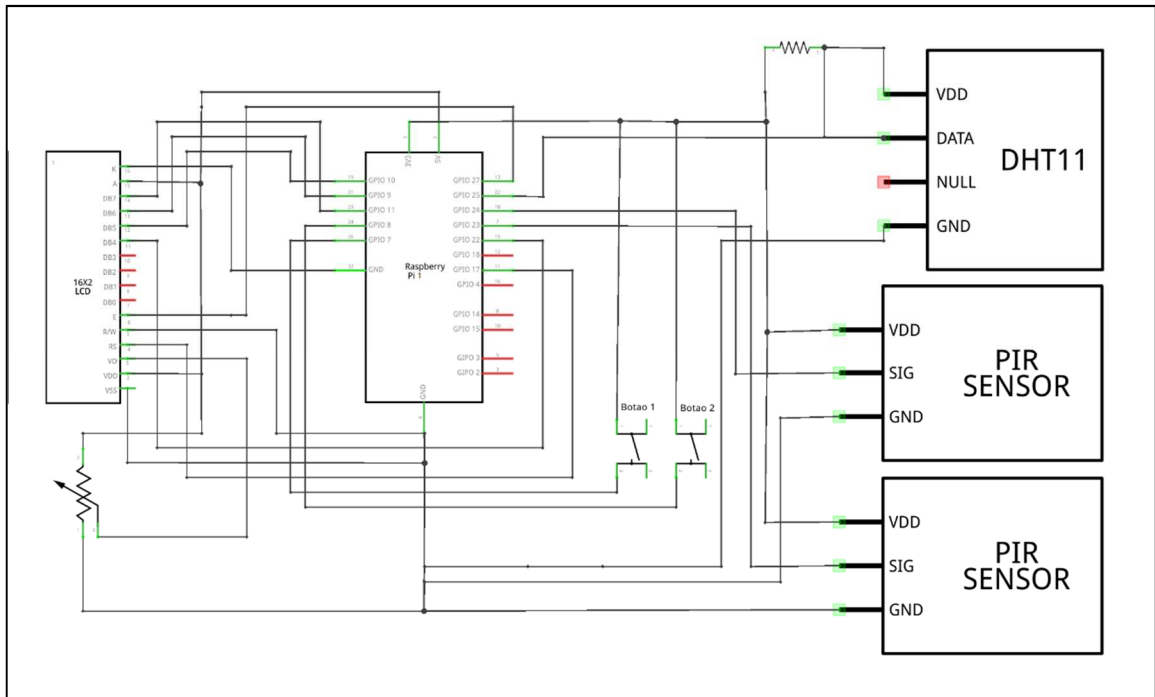 VDD
DATA
DHT11
NULL
GND
3V3
5V
K
A
DB7
DB6
DB5
DB4
DB3
DB2
DB1
DB0
E
R/W
RS
VO
VDD
VSS
16X2
LCD
GPIO 10
GPIO 9
GPIO 11
GPIO 8
GPIO 7
GND
Raspberry
Pi 1
GPIO 27
GPIO 25
GPIO 24
GPIO 23
GPIO 22
GPIO 18
GPIO 17
GPIO 4
GPIO 14
GPIO 15
GIPO 3
GIPO 2
GND
Botao 1
Botao 2
VDD
SIG
GND
PIR
SENSOR
VDD
SIG
GND
PIR
SENSOR